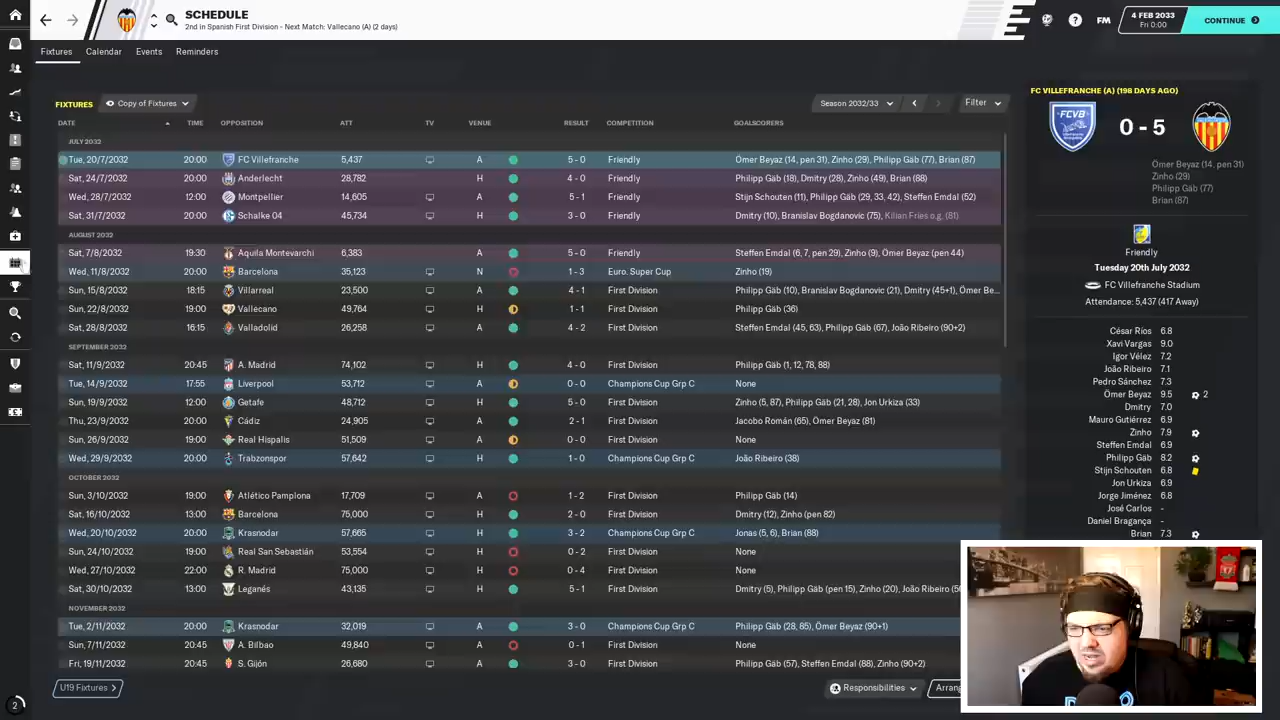 SCHEDULE
2nd in Spanish First Division - Next Match: Vallecano (A) (2 days)
FM
4 FEB 2033
Fri 0:00
CONTINUE
Fixtures Calendar Events Reminders
FIXTURES Copy of Fixtures Season 2032/33 Filter
DATE TIME OPPOSITION ATT TV VENUE RESULT COMPETITION GOALSCORERS
JULY 2032
Tue, 20/7/2032 20:00 FC Villefranche 5,437 A 5 - 0 Friendly Ömer Beyaz (14, pen 31), Zinho (29), Philipp Gäb (77), Brian (87)
Sat, 24/7/2032 20:00 Anderlecht 28,782 H 4 - 0 Friendly Philipp Gäb (18), Dmitry (28), Zinho (49), Brian (88)
Wed, 28/7/2032 12:00 Montpellier 14,605 A 5 - 1 Friendly Stijn Schouten (11), Philipp Gäb (29, 33, 42), Steffen Emdal (52)
Sat, 31/7/2032 20:00 Schalke 04 45,734 H 3 - 0 Friendly Dmitry (10), Branislav Bogdanovic (75), Kilian Fries o.g. (81)
AUGUST 2032
Sat, 7/8/2032 19:30 Aquila Montevarchi 6,383 A 5 - 0 Friendly Steffen Emdal (6, 7, pen 29), Zinho (9), Ömer Beyaz (pen 44)
Wed, 11/8/2032 20:00 Barcelona 35,123 N 1 - 3 Euro. Super Cup Zinho (19)
Sun, 15/8/2032 18:15 Villarreal 23,500 A 4 - 1 First Division Philipp Gäb (10), Branislav Bogdanovic (21), Dmitry (45+1), Ömer Be...
Sun, 22/8/2032 19:00 Vallecano 49,764 H 1 - 1 First Division Philipp Gäb (36)
Sat, 28/8/2032 16:15 Valladolid 26,258 A 4 - 2 First Division Steffen Emdal (45, 63), Philipp Gäb (67), João Ribeiro (90+2)
SEPTEMBER 2032
Sat, 11/9/2032 20:45 A. Madrid 74,102 H 4 - 0 First Division Philipp Gäb (1, 12, 78, 88)
Tue, 14/9/2032 17:55 Liverpool 53,712 A 0 - 0 Champions Cup Grp C None
Sun, 19/9/2032 12:00 Getafe 48,712 H 5 - 0 First Division Zinho (5, 87), Philipp Gäb (21, 28), Jon Urkiza (33)
Thu, 23/9/2032 20:00 Cádiz 24,905 A 2 - 1 First Division Jacobo Román (65), Ömer Beyaz (81)
Sun, 26/9/2032 19:00 Real Hispalis 51,509 H 0 - 0 First Division None
Wed, 29/9/2032 20:00 Trabzonspor 57,642 H 1 - 0 Champions Cup Grp C João Ribeiro (38)
OCTOBER 2032
Sun, 3/10/2032 19:00 Atlético Pamplona 17,709 A 1 - 2 First Division Philipp Gäb (14)
Sat, 16/10/2032 13:00 Barcelona 75,000 H 2 - 0 First Division Dmitry (12), Zinho (pen 82)
Wed, 20/10/2032 20:00 Krasnodar 57,665 H 3 - 2 Champions Cup Grp C Jonas (5, 6), Brian (88)
Sun, 24/10/2032 19:00 Real San Sebastián 53,554 H 0 - 2 First Division None
Wed, 27/10/2032 22:00 R. Madrid 75,000 H 0 - 4 First Division None
Sat, 30/10/2032 13:00 Leganés 43,135 H 5 - 1 First Division Dmitry (5), Philipp Gäb (pen 15), Zinho (20), João Ribeiro (5
NOVEMBER 2032
Tue, 2/11/2032 20:00 Krasnodar 32,019 A 3 - 0 Champions Cup Grp C Philipp Gäb (28, 85), Ömer Beyaz (90+1)
Sun, 7/11/2032 20:45 A. Bilbao 49,840 A 0 - 1 First Division None
Fri, 19/11/2032 20:45 S. Gijón 26,680 A 3 - 0 First Division Philipp Gäb (57), Steffen Emdal (88), Zinho (90+2)
U19 Fixtures Responsibilities Arrang
2
FC VILLEFRANCHE (A) (198 DAYS AGO)
FCVB
0 - 5
Ömer Beyaz (14, pen 31)
Zinho (29)
Philipp Gäb (77)
Brian (87)
Friendly
Tuesday 20th July 2032
FC Villefranche Stadium
Attendance: 5,437 (417 Away)
César Ríos 6.8
Xavi Vargas 9.0
Igor Vélez 7.2
João Ribeiro 7.1
Pedro Sánchez 7.3
Ömer Beyaz 9.5 2
Dmitry 7.0
Mauro Gutiérrez 6.9
Zinho 7.9
Steffen Emdal 6.9
Philipp Gäb 8.2
Stijn Schouten 6.8
Jon Urkiza 6.9
Jorge Jiménez 6.8
José Carlos -
Daniel Bragança -
Brian 7.3